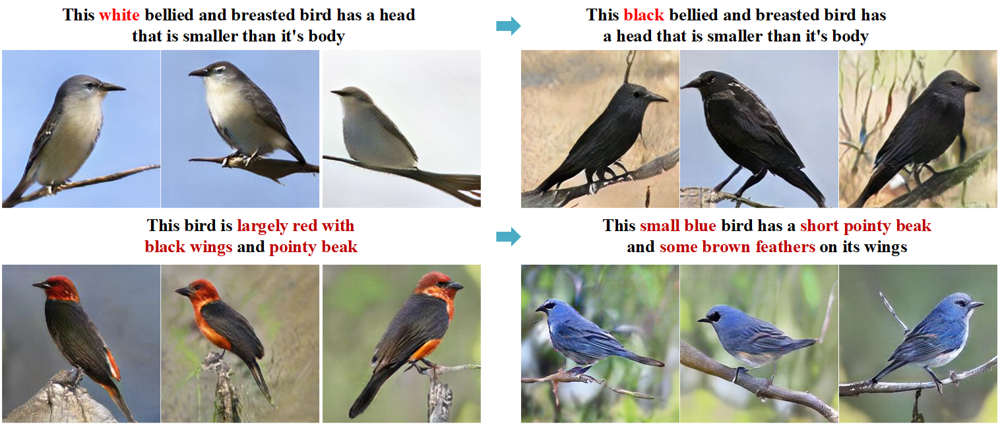 This white bellied and breasted bird has a head
that is smaller than it's body
This black bellied and breasted bird has
a head that is smaller than it's body
This bird is largely red with
black wings and pointy beak
This small blue bird has a short pointy beak
and some brown feathers on its wings